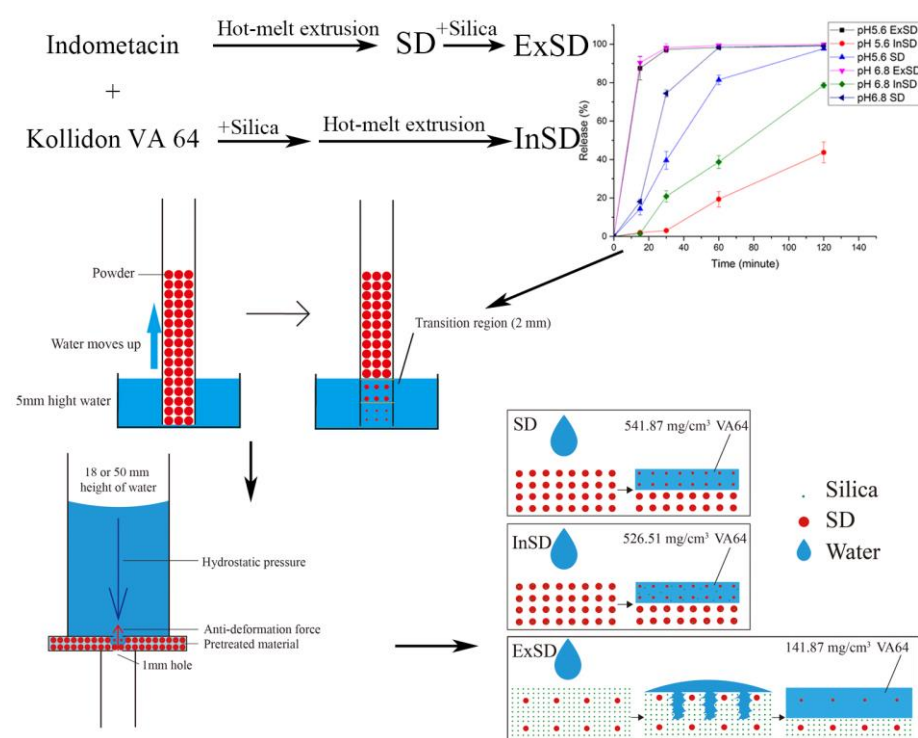 Indometacin
+
Kollidon VA 64
Hot-melt extrusion
SD
+Silica
ExSD
+Silica
Hot-melt extrusion
InSD
Release (%)
100
80
60
40
20
0
0 20 40 60 80 100 120 140
Time (minute)
pH5.6 ExSD
pH 5.6 InSD
pH5.6 SD
pH 6.8 ExSD
pH 6.8 InSD
pH6.8 SD
Powder
Water moves up
5mm hight water
Transition region (2 mm)
18 or 50 mm
height of water
Hydrostatic pressure
Anti-deformation force
Pretreated material
1mm hole
SD
541.87 mg/cm³ VA64
InSD
526.51 mg/cm³ VA64
ExSD
141.87 mg/cm³ VA64
Silica
SD
Water